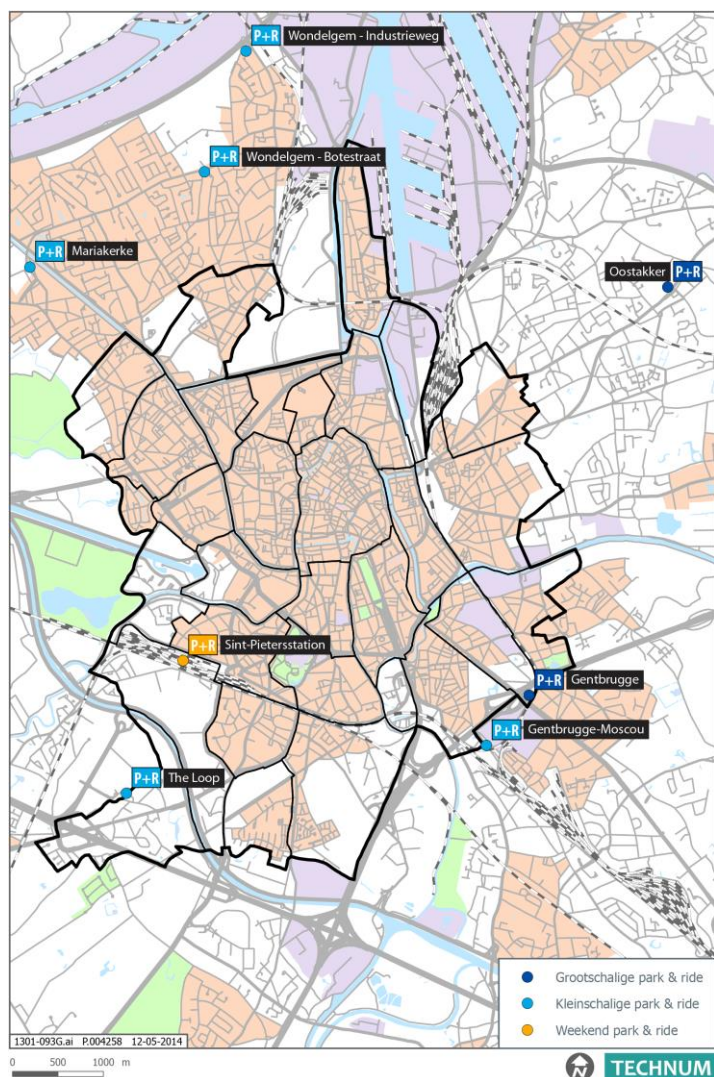 P+R Wondelgem - Industrieweg
P+R Wondelgem - Botestraat
P+R Mariakerke
Oostakker P+R
P+R Sint-Pietersstation
P+R Gentbrugge
P+R Gentbrugge-Moscou
P+R The Loop
Grootschalige park & ride
Kleinschalige park & ride
Weekend park & ride
1301-093G.ai P.004258 12-05-2014
0 500 1000 m
N TECHNUM